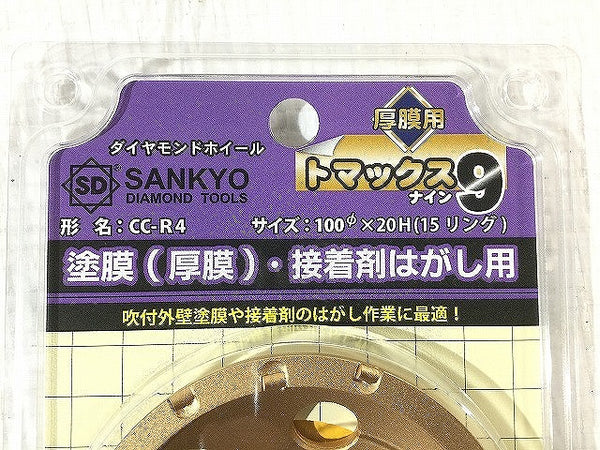 厚膜用
ダイヤモンドホイール
トマックス9
ナイン
SD
SANKYO
DIAMOND TOOLS
形 名：CC-R4 サイズ：100φ×20H(15リング)
塗膜(厚膜)・接着剤はがし用
吹付外壁塗膜や接着剤のはがし作業に最適！